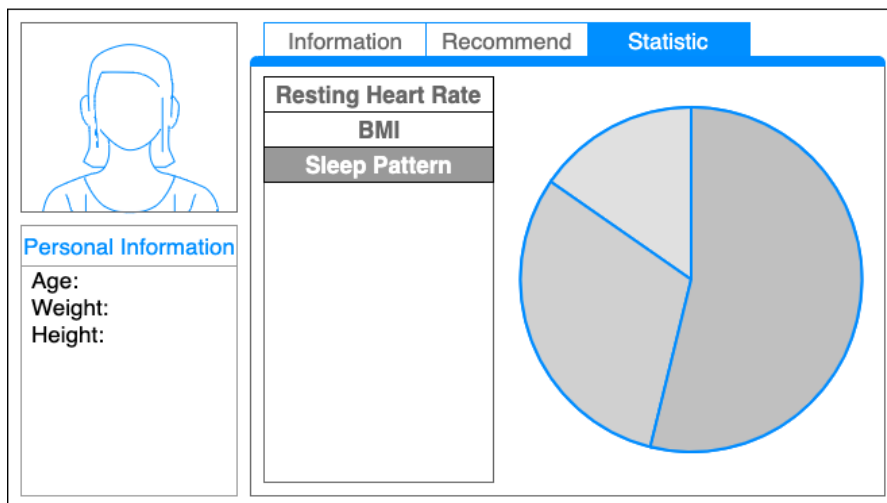 Information
Recommend
Statistic
Personal Information
Age:
Weight:
Height:
Resting Heart Rate
BMI
Sleep Pattern